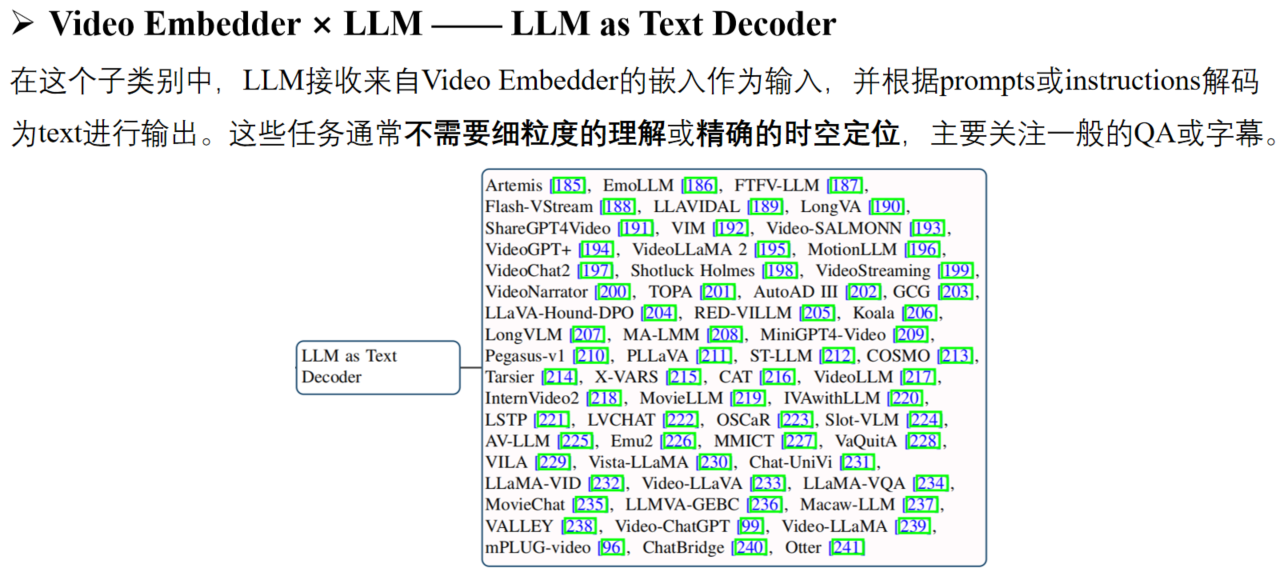 ➢ Video Embedder × LLM —— LLM as Text Decoder
在这个子类别中，LLM接收来自Video Embedder的嵌入作为输入，并根据prompts或instructions解码
为text进行输出。这些任务通常不需要细粒度的理解或精确的时空定位，主要关注一般的QA或字幕。
LLM as Text
Decoder
Artemis [185], EmoLLM [186], FTFV-LLM [187],
Flash-VStream [188], LLAVIDAL [189], LongVA [190],
ShareGPT4Video [191], VIM [192], Video-SALMONN [193],
VideoGPT+ [194], VideoLLaMA 2 [195], MotionLLM [196],
VideoChat2 [197], Shotluck Holmes [198], VideoStreaming [199],
VideoNarrator [200], TOPA [201], AutoAD III [202], GCG [203],
LLaVA-Hound-DPO [204], RED-VILLM [205], Koala [206],
LongVLM [207], MA-LMM [208], MiniGPT4-Video [209],
Pegasus-v1 [210], PLLaVA [211], ST-LLM [212], COSMO [213],
Tarsier [214], X-VARS [215], CAT [216], VideoLLM [217],
InternVideo2 [218], MovieLLM [219], IVAwithLLM [220],
LSTP [221], LVCHAT [222], OSCaR [223], Slot-VLM [224],
AV-LLM [225], Emu2 [226], MMICT [227], VaQuitA [228],
VILA [229], Vista-LLaMA [230], Chat-UniVi [231],
LLaMA-VID [232], Video-LLaVA [233], LLaMA-VQA [234],
MovieChat [235], LLMVA-GEBC [236], Macaw-LLM [237],
VALLEY [238], Video-ChatGPT [99], Video-LLaMA [239],
mPLUG-video [96], ChatBridge [240], Otter [241]